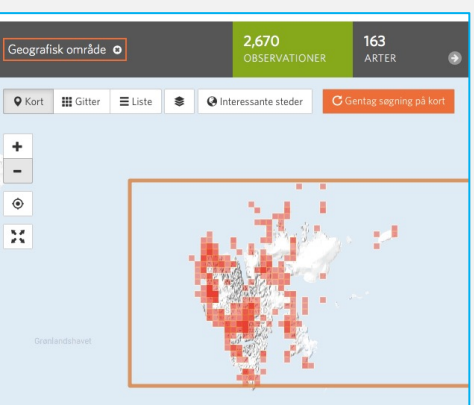 Geografisk område
2,670
OBSERVATIONER
163
ARTER
Kort
Gitter
Liste
Interessante steder
Gentag søgning på kort
Grønlandshavet